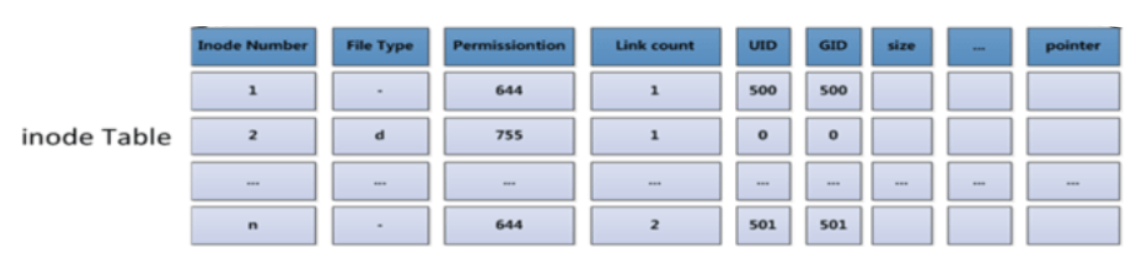 Inode Number File Type Permissiontion Link count UID GID size ... pointer
1 - 644 1 500 500
inode Table 2 d 755 1 0 0
... ... ... ... ... ... ... ... ...
n - 644 2 501 501